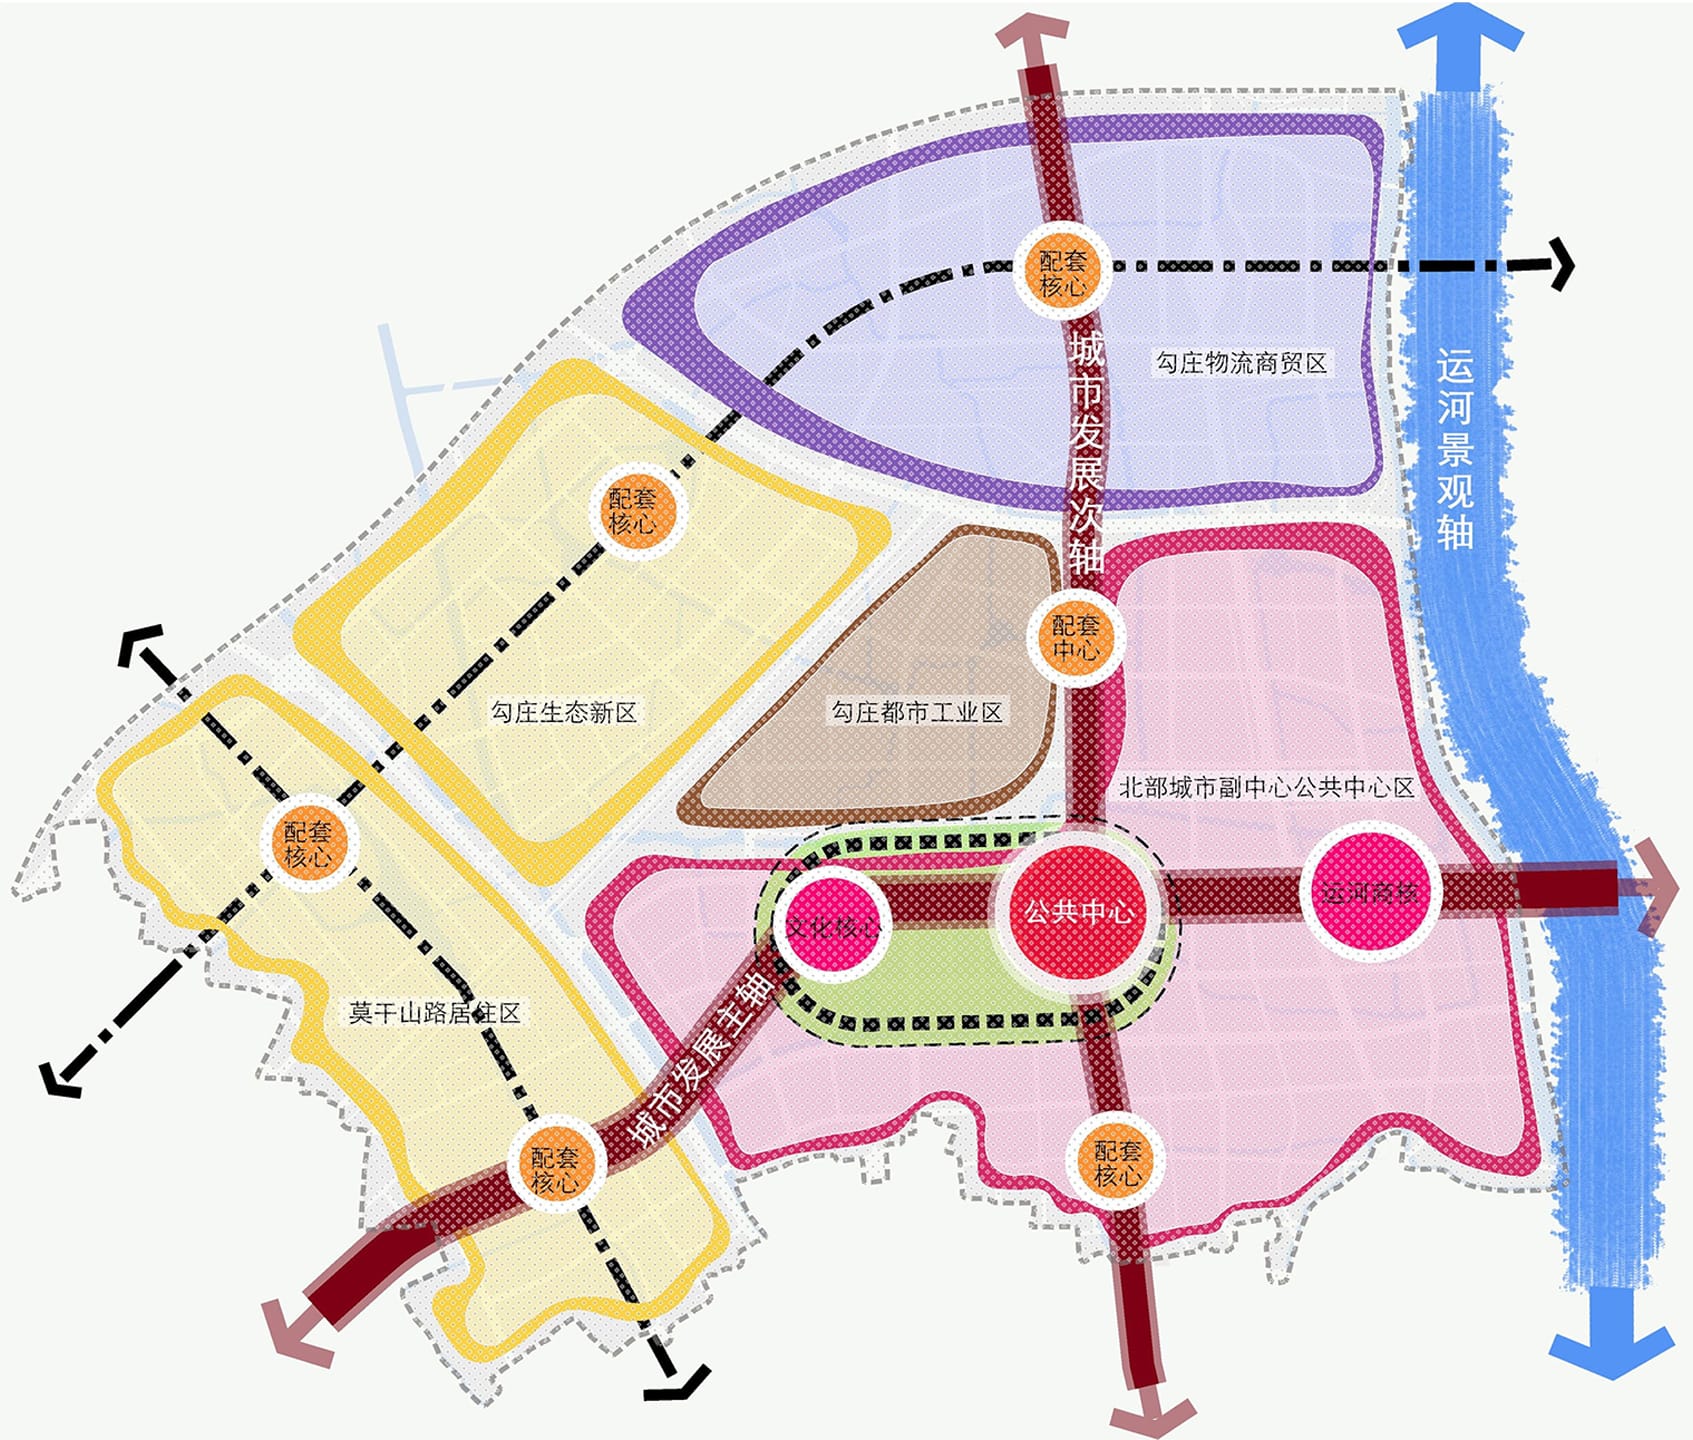 配套
核心
城市发展次轴
勾庄物流商贸区
运河景观轴
配套
核心
配套
中心
勾庄生态新区
勾庄都市工业区
北部城市副中心公共中心区
配套
核心
文化核心
公共中心
运河商核
莫干山路居住区
城市发展主轴
配套
核心
配套
核心